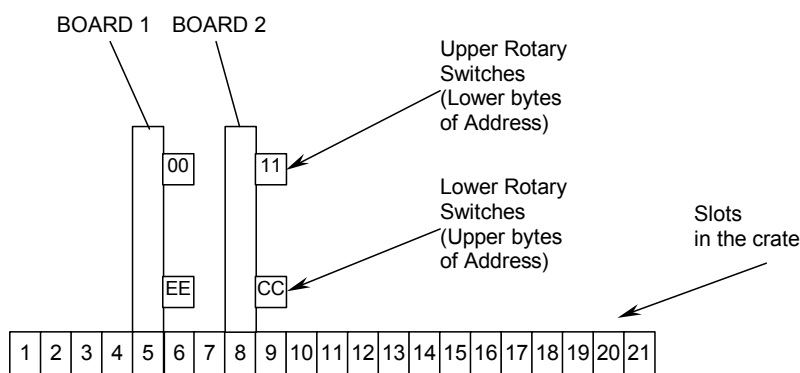 BOARD 1 BOARD 2
Upper Rotary
Switches
(Lower bytes
of Address)
00 11
Lower Rotary
Switches
(Upper bytes
of Address)
Slots
in the crate
EE CC
1 2 3 4 5 6 7 8 9 10 11 12 13 14 15 16 17 18 19 20 21